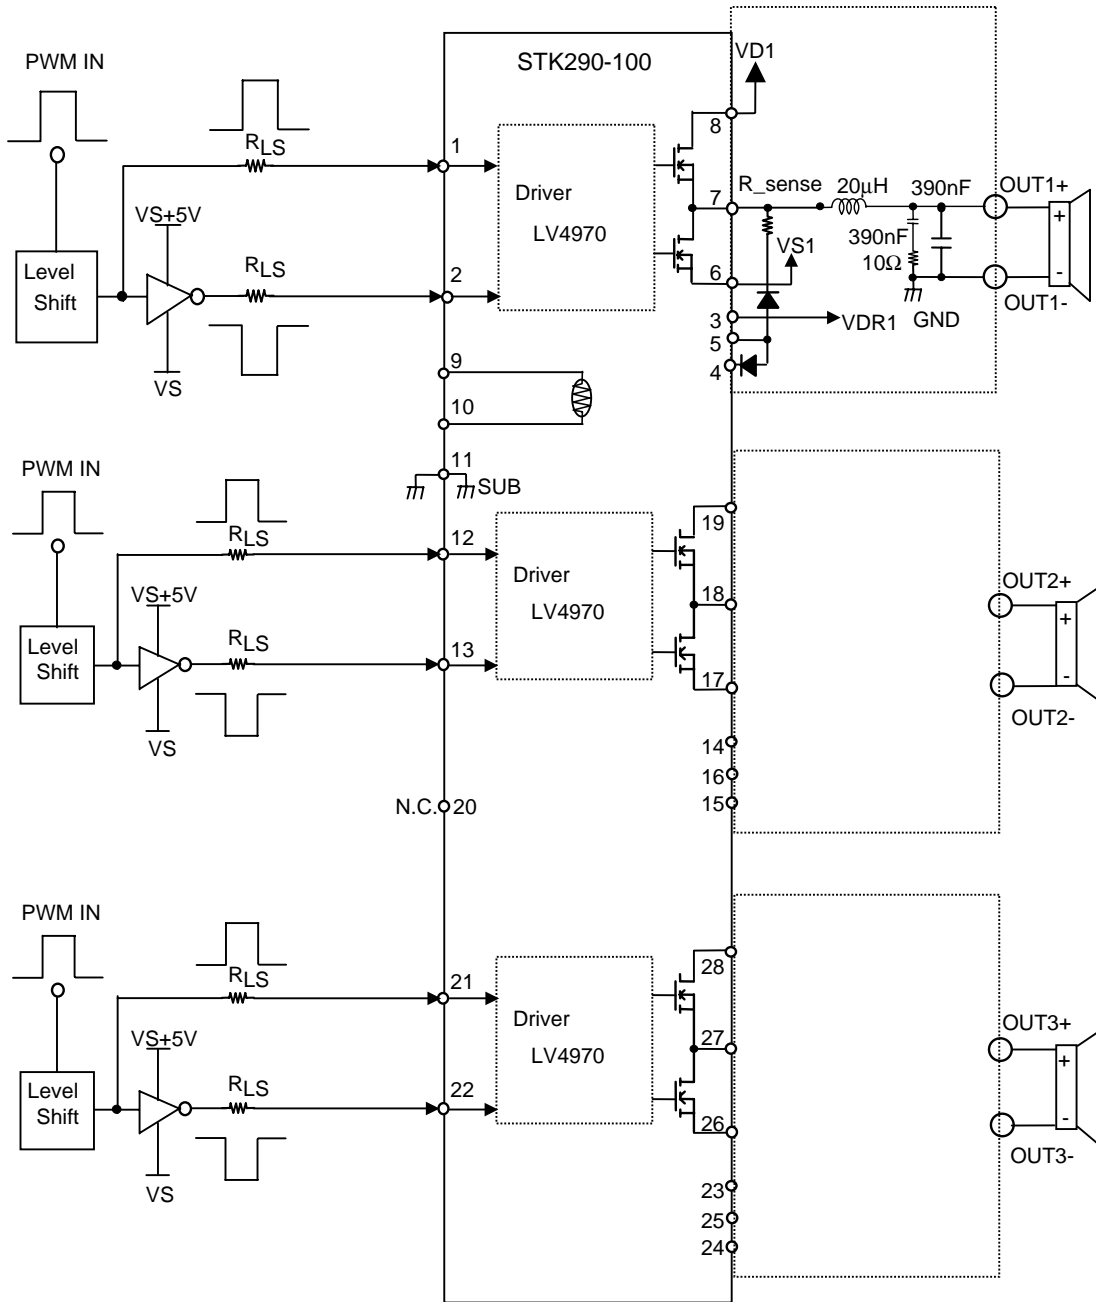 STK290-100
PWM IN
VD1
8
RLS
1
Driver
LV4970
7
R_sense
20μH
390nF
OUT1+
+
VS+5V
390nF
10Ω
VS1
Level
Shift
RLS
2
6
-
OUT1-
GND
3
VDR1
5
4
VS
9
10
PWM IN
11
SUB
19
RLS
12
Driver
LV4970
VS+5V
18
OUT2+
+
Level
Shift
RLS
13
17
-
OUT2-
VS
14
16
15
N.C.
20
PWM IN
28
RLS
21
Driver
LV4970
VS+5V
27
OUT3+
+
Level
Shift
RLS
22
26
-
OUT3-
VS
23
25
24